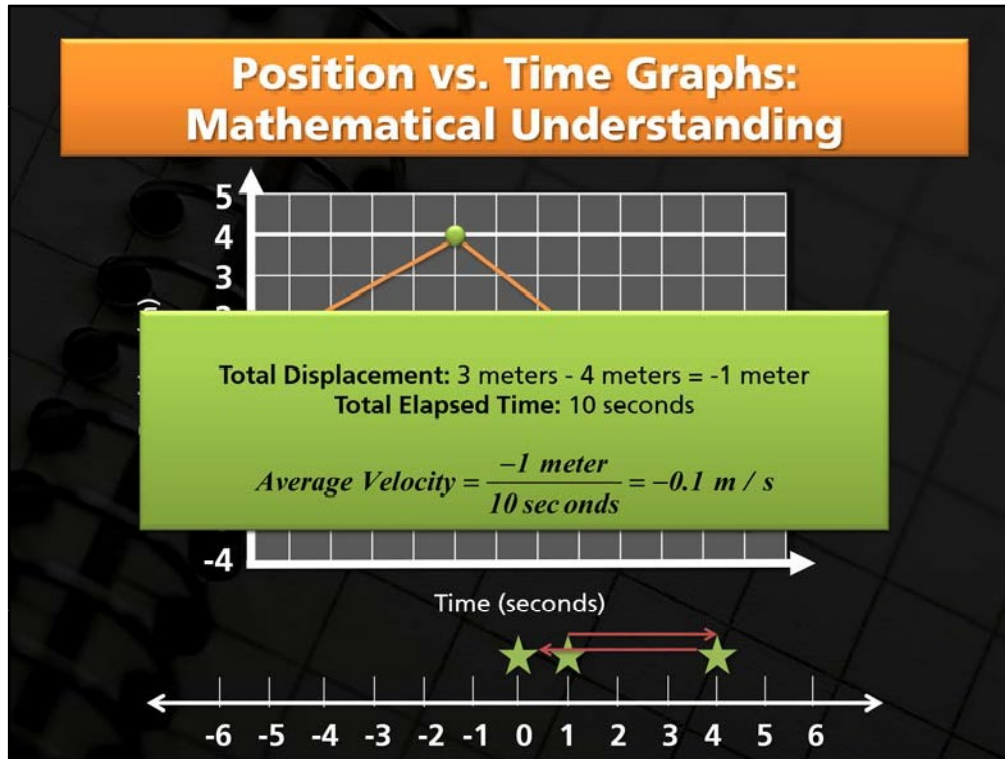 Position vs. Time Graphs:
Mathematical Understanding
5
4
3
Total Displacement: 3 meters - 4 meters = -1 meter
Total Elapsed Time: 10 seconds
Average Velocity = −1 meter / 10 sec onds = −0.1 m / s
-4
Time (seconds)
-6 -5 -4 -3 -2 -1 0 1 2 3 4 5 6